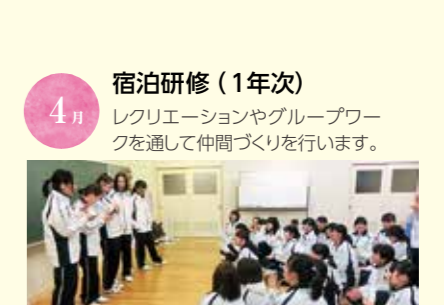 4月
宿泊研修（1年次）
レクリエーションやグループワー
クを通して仲間づくりを行います。